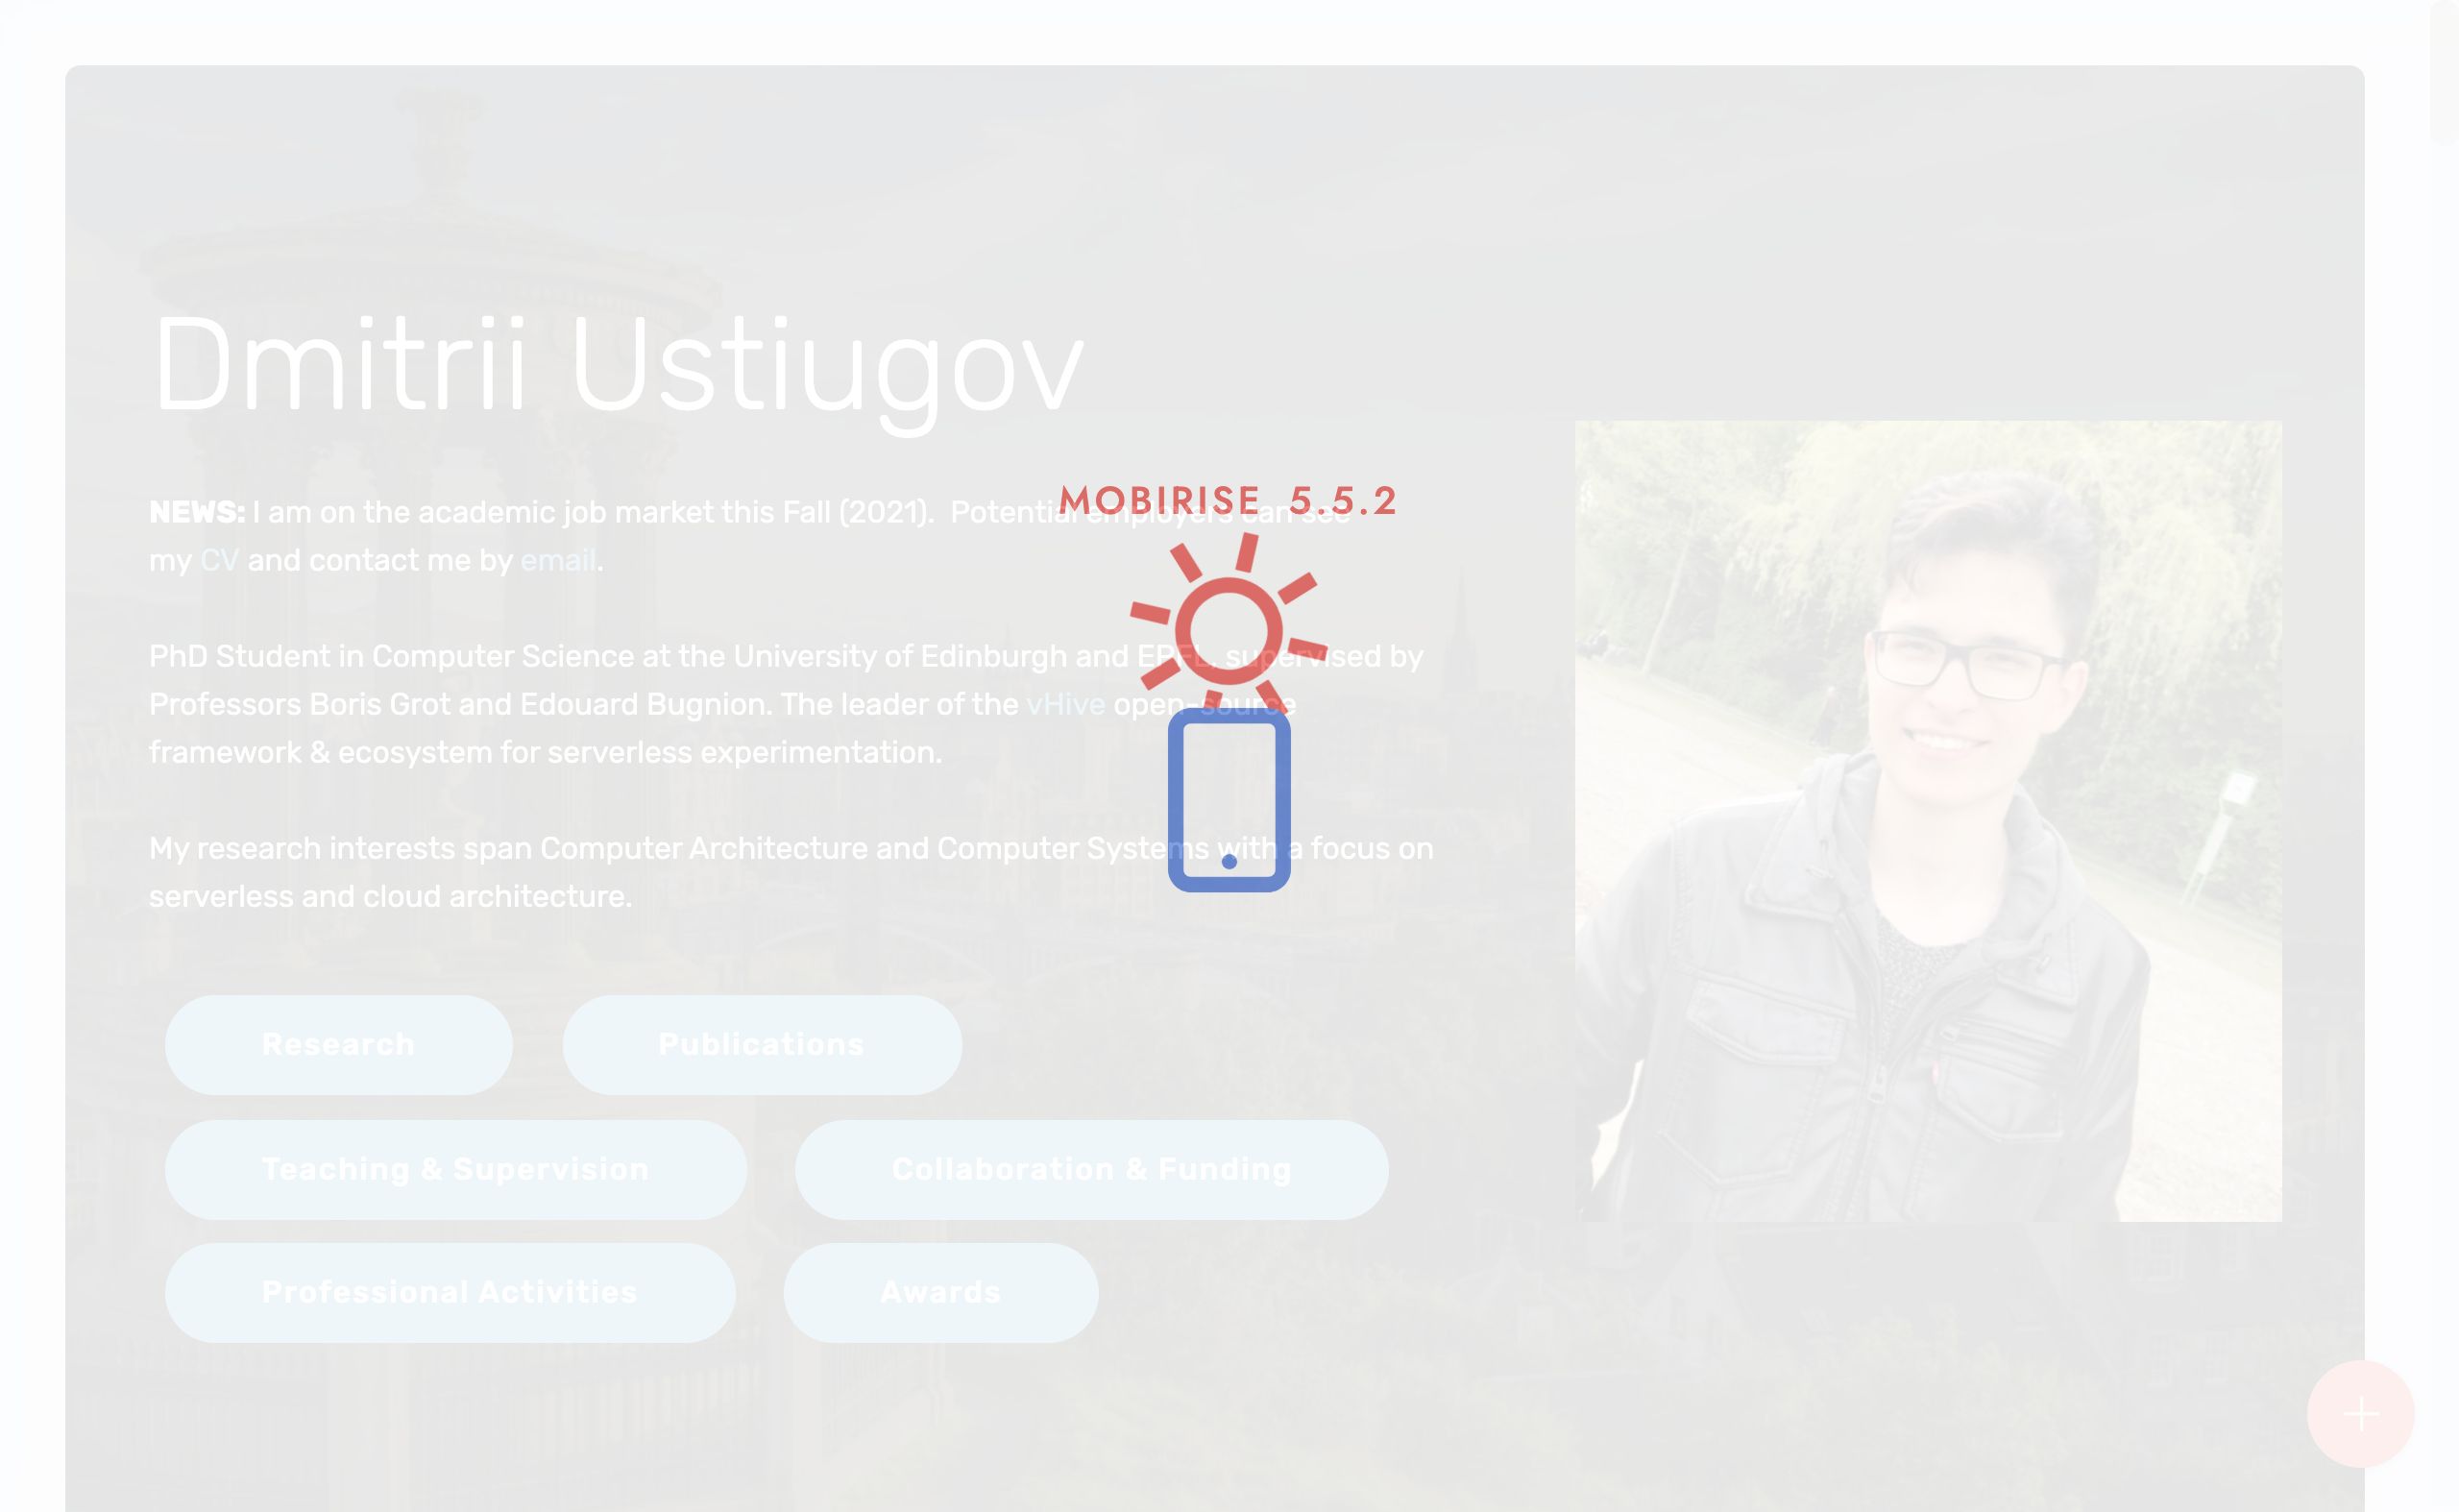 Dmitrii Ustiugov
MOBIRISE 5.5.2
NEWS: I am on the academic job market this Fall (2021). Potential employers can see
my CV and contact me by email.
PhD Student in Computer Science at the University of Edinburgh and EPFL, supervised by
Professors Boris Grot and Edouard Bugnion. The leader of the vHive open-source
framework & ecosystem for serverless experimentation.
My research interests span Computer Architecture and Computer Systems with a focus on
serverless and cloud architecture.
Research
Publications
Teaching & Supervision
Collaboration & Funding
Professional Activities
Awards